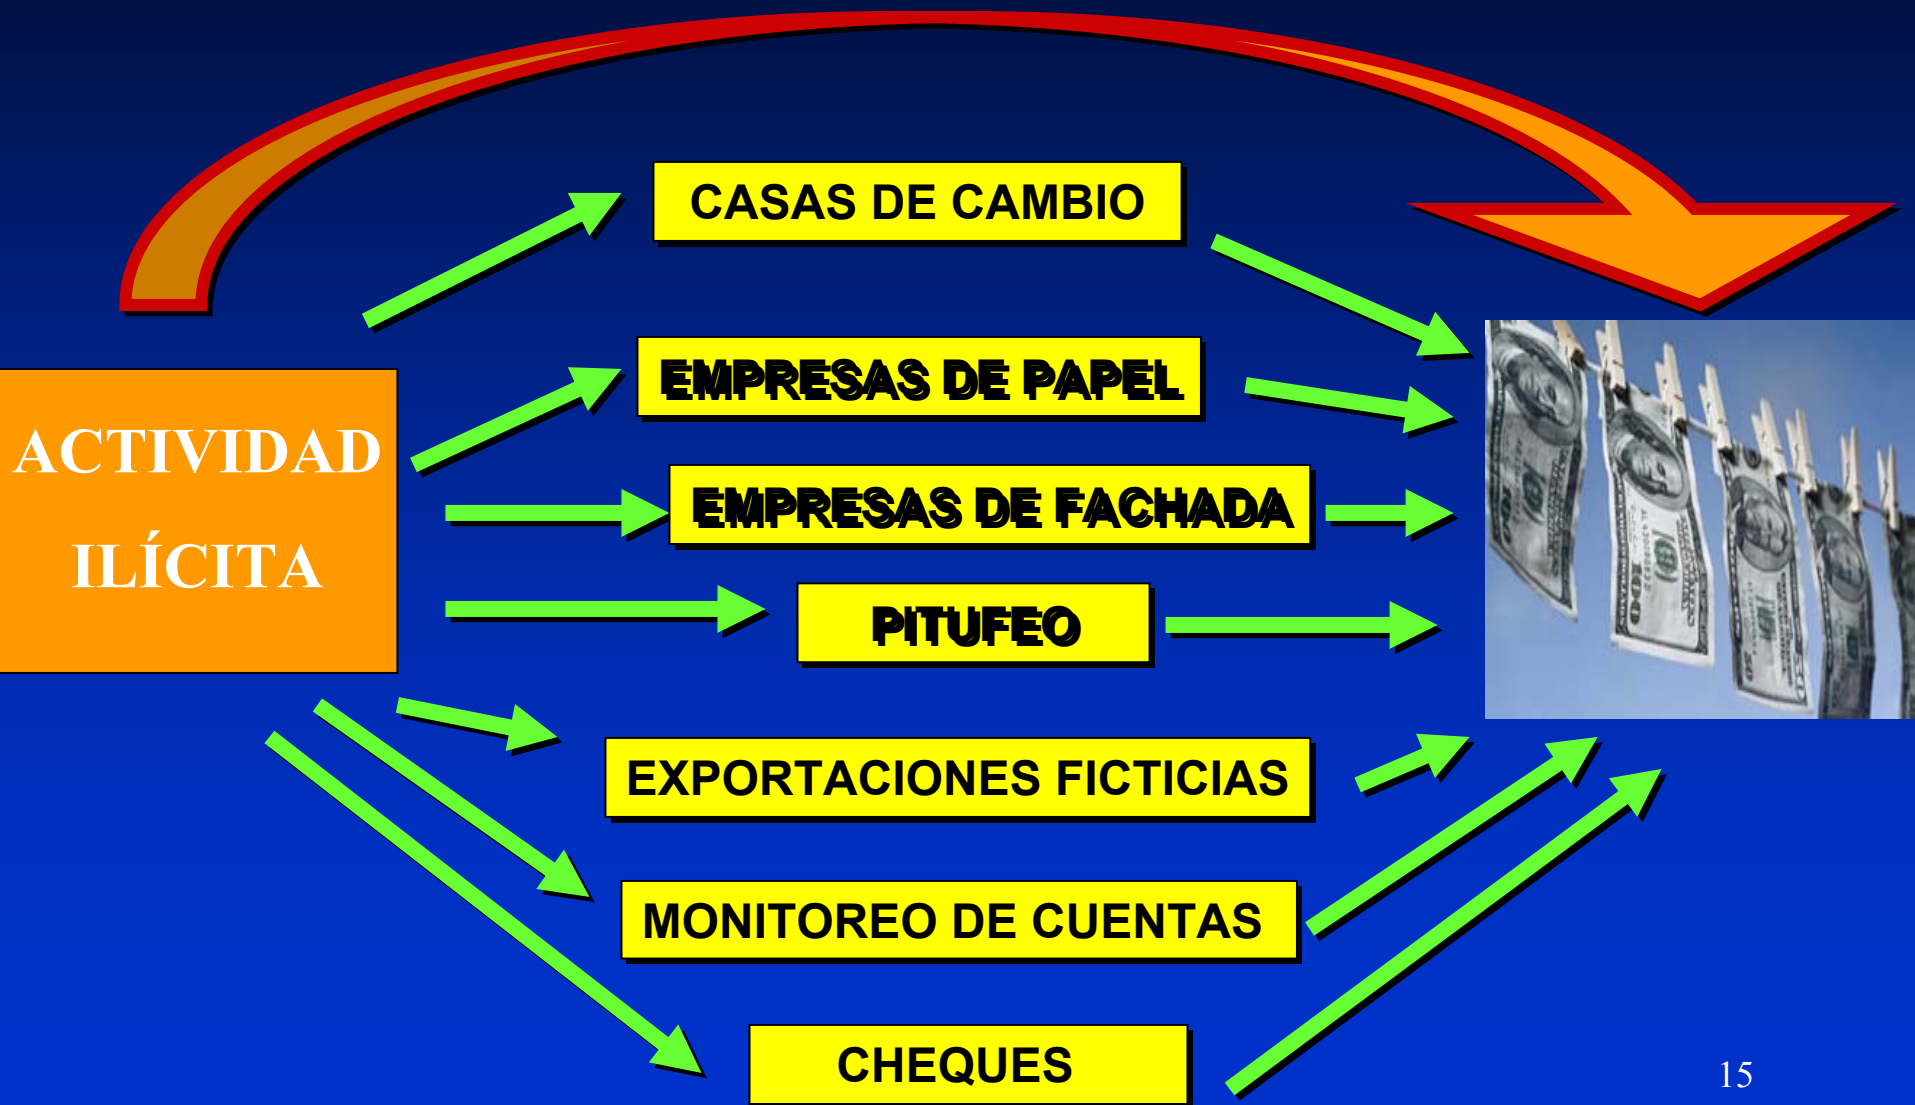 ACTIVIDAD
ILÍCITA
CASAS DE CAMBIO
EMPRESAS DE PAPEL
EMPRESAS DE FACHADA
PITUFEO
EXPORTACIONES FICTICIAS
MONITOREO DE CUENTAS
CHEQUES
15